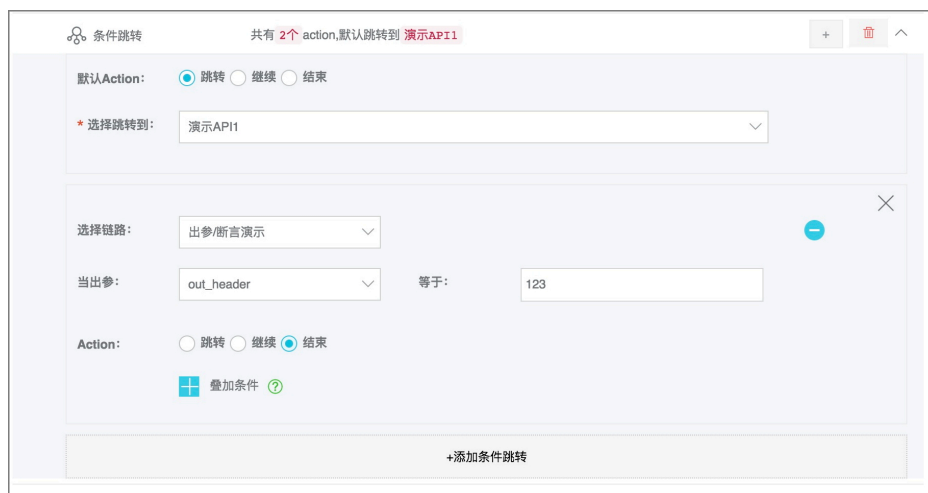 条件跳转 共有 2个 action,默认跳转到 演示API1 +
默认Action: 跳转 继续 结束
* 选择跳转到: 演示API1
选择链路: 出参/断言演示
当出参: out_header 等于: 123
Action: 跳转 继续 结束
叠加条件 ?
+添加条件跳转